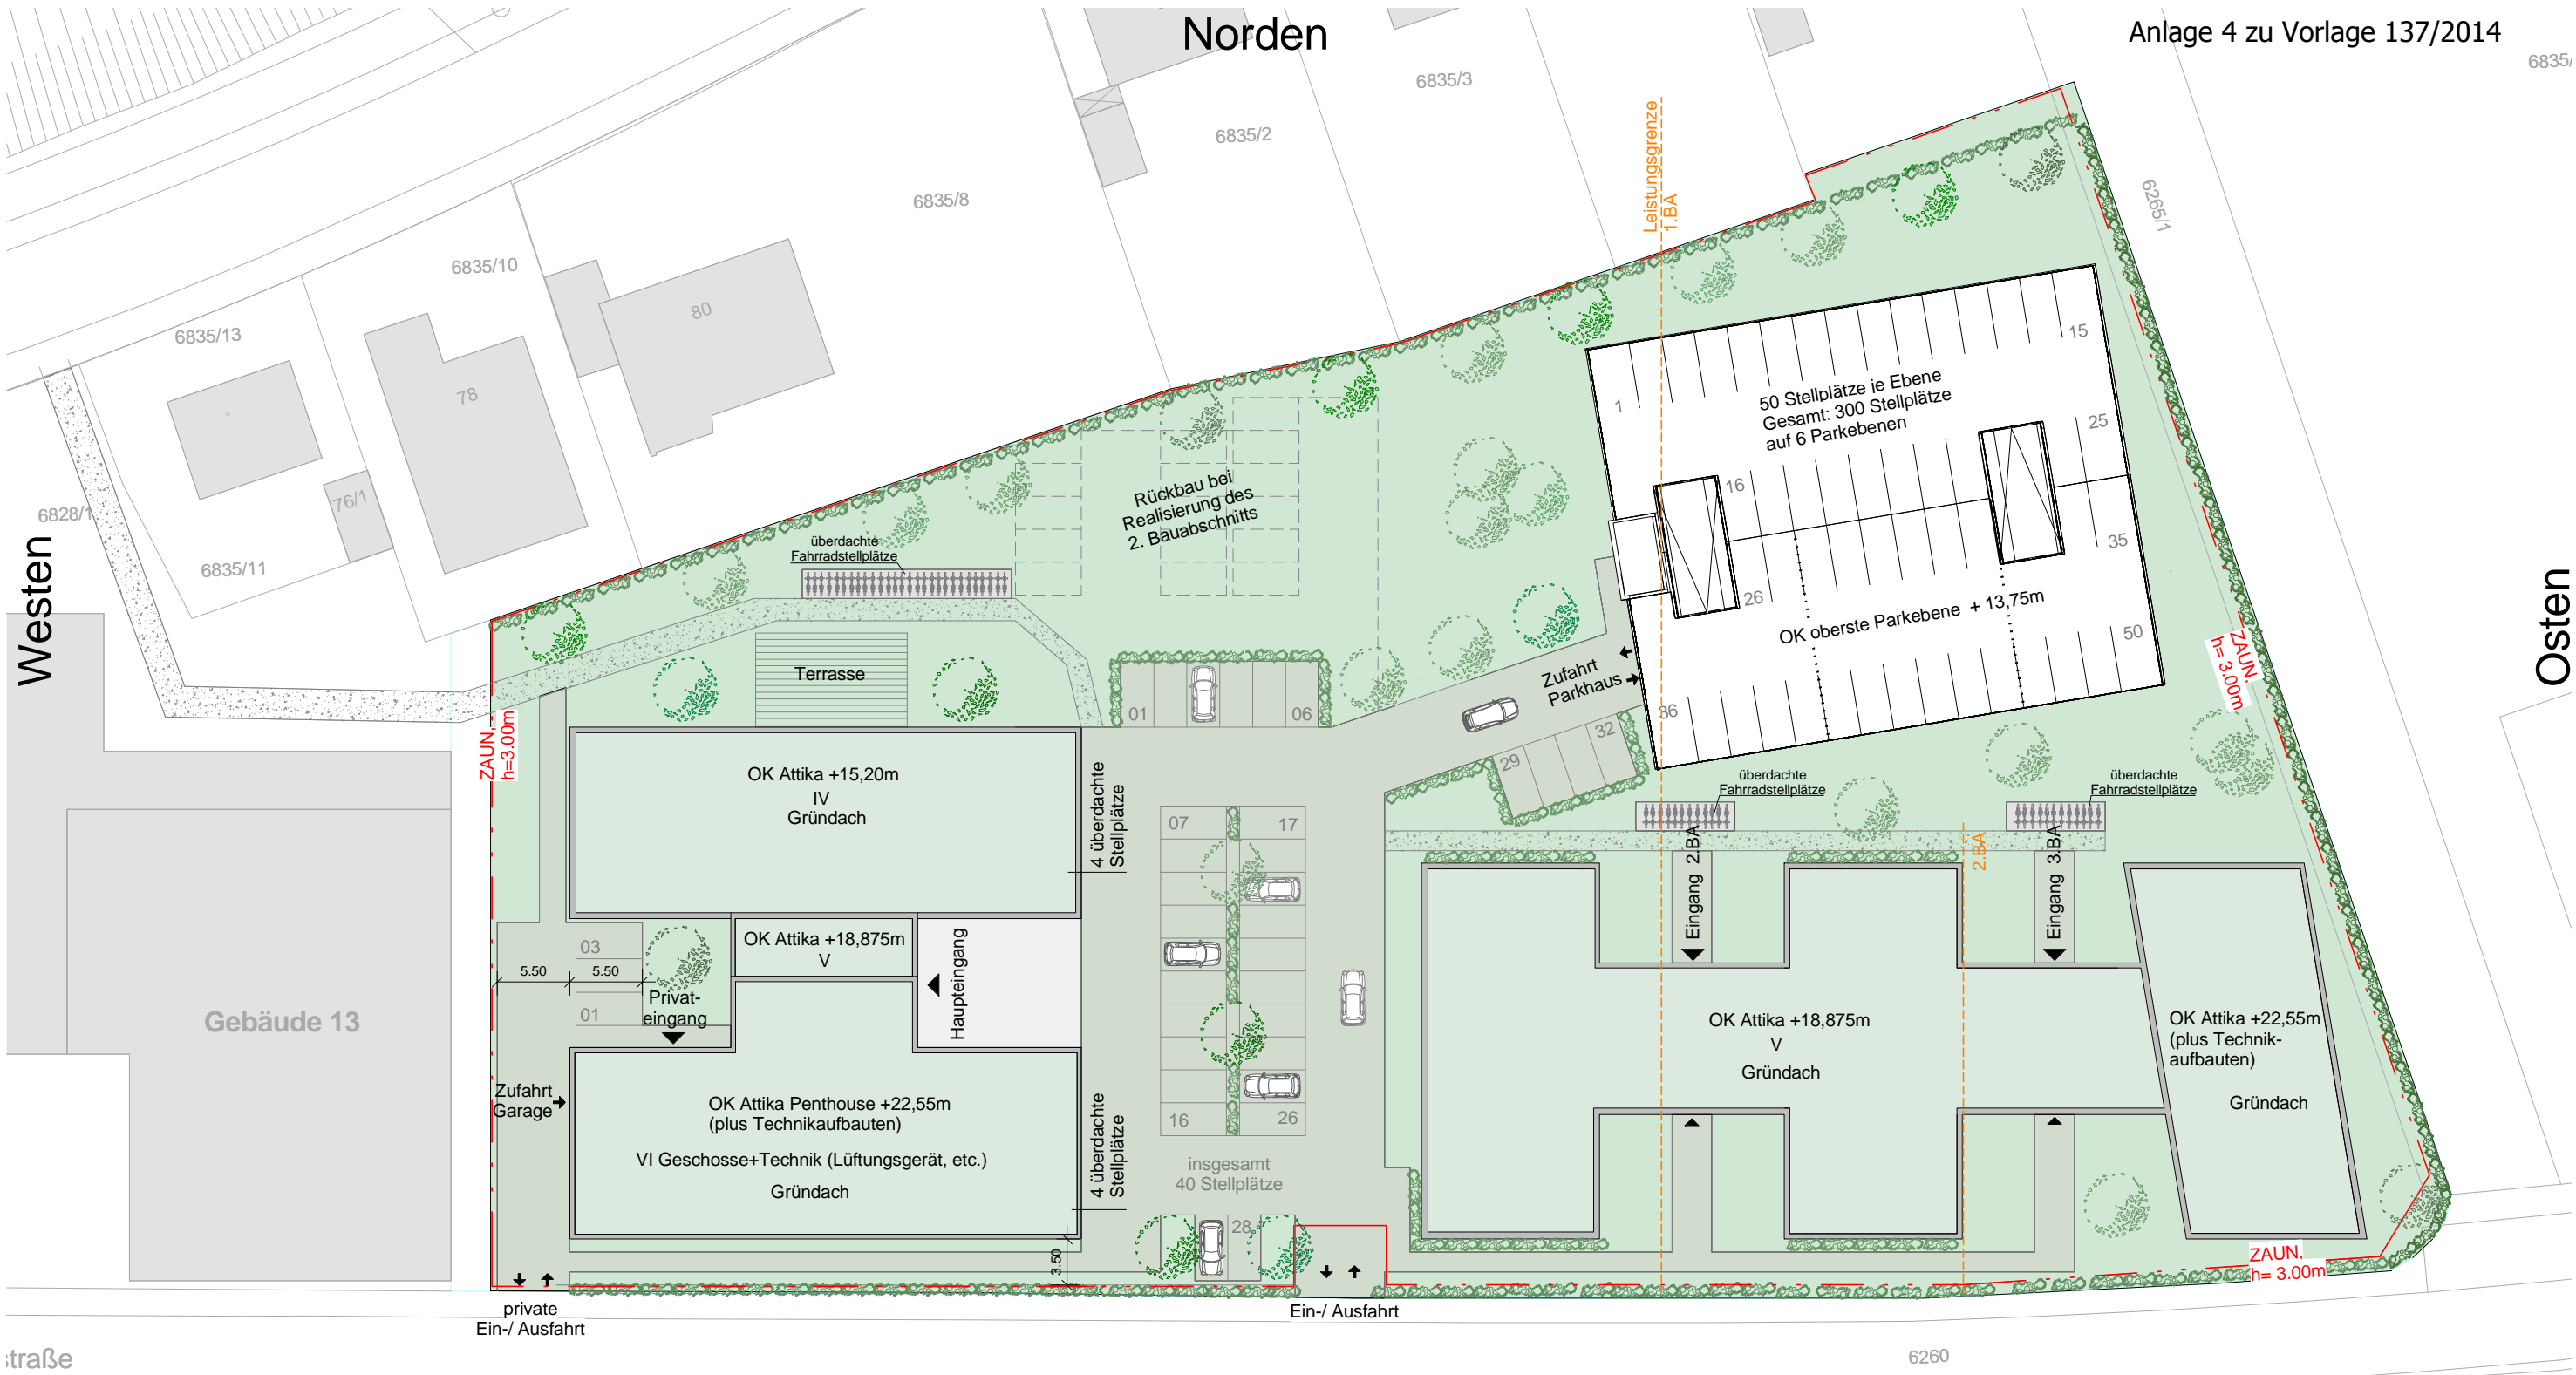 Norden
Anlage 4 zu Vorlage 137/2014
6835/
6835/3
6835/2
6835/8
6835/10
6835/13
6265/1
Leistungsgrenze
1.BA
80
78
76/1
6828/1
6835/11
Westen
Osten
15
50 Stellplätze je Ebene
Gesamt: 300 Stellplätze
auf 6 Parkebenen
1
25
16
35
26
OK oberste Parkebene + 13,75m
50
36
Rückbau bei
Realisierung des
2. Bauabschnitts
überdachte
Fahrradstellplätze
Terrasse
Zufahrt
Parkhaus
ZAUN,
h= 3.00m
01
06
ZAUN,
h=3.00m
29
32
OK Attika +15,20m
IV
Gründach
4 überdachte
Stellplätze
überdachte
Fahrradstellplätze
überdachte
Fahrradstellplätze
07
17
Eingang 2.BA
2.BA
Eingang 3.BA
03
5.50
5.50
01
Privat-
eingang
OK Attika +18,875m
V
Haupteingang
Gebäude 13
OK Attika +18,875m
V
Gründach
OK Attika +22,55m
(plus Technik-
aufbauten)
Gründach
Zufahrt
Garage
OK Attika Penthouse +22,55m
(plus Technikaufbauten)
VI Geschosse+Technik (Lüftungsgerät, etc.)
Gründach
4 überdachte
Stellplätze
16
26
insgesamt
40 Stellplätze
28
3.50
ZAUN,
h= 3.00m
private
Ein-/ Ausfahrt
Ein-/ Ausfahrt
straße
6260